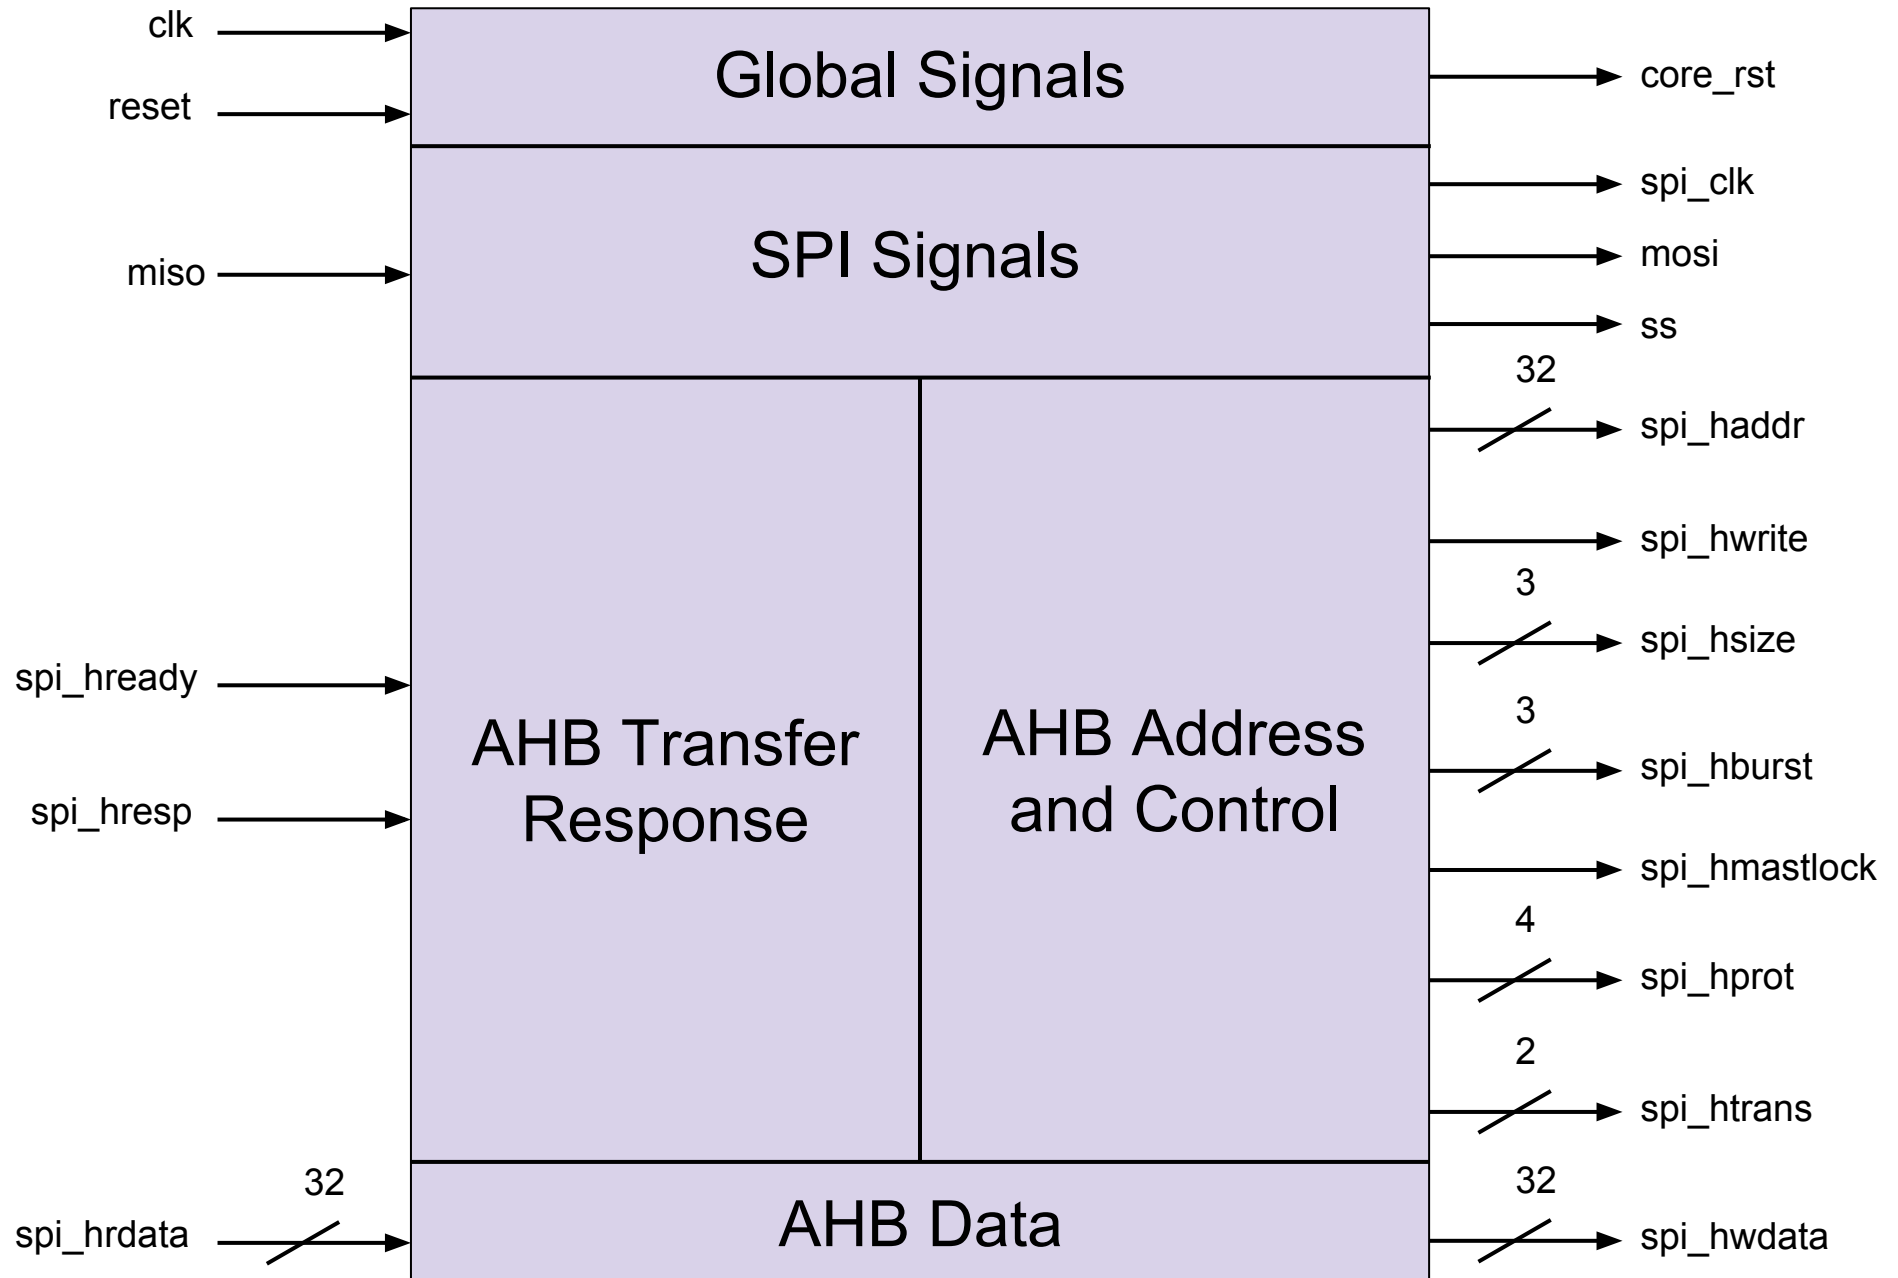 clk
Global Signals
core_rst
reset
spi_clk
SPI Signals
mosi
miso
ss
32
spi_haddr
spi_hwrite
3
spi_hsize
spi_hready
3
AHB Transfer
Response
AHB Address
and Control
spi_hburst
spi_hresp
spi_hmastlock
4
spi_hprot
2
spi_htrans
32
32
spi_hrdata
AHB Data
spi_hwdata